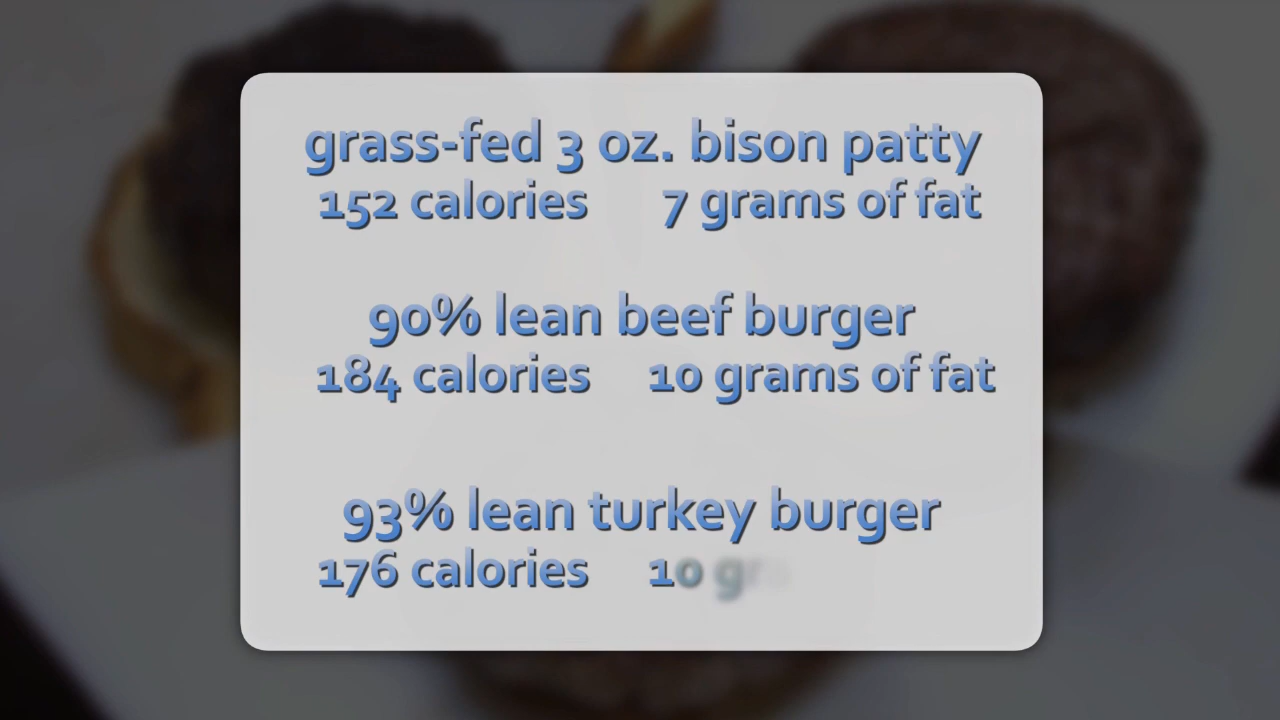 grass-fed 3 oz. bison patty
152 calories 7 grams of fat
90% lean beef burger
184 calories 10 grams of fat
93% lean turkey burger
176 calories 10